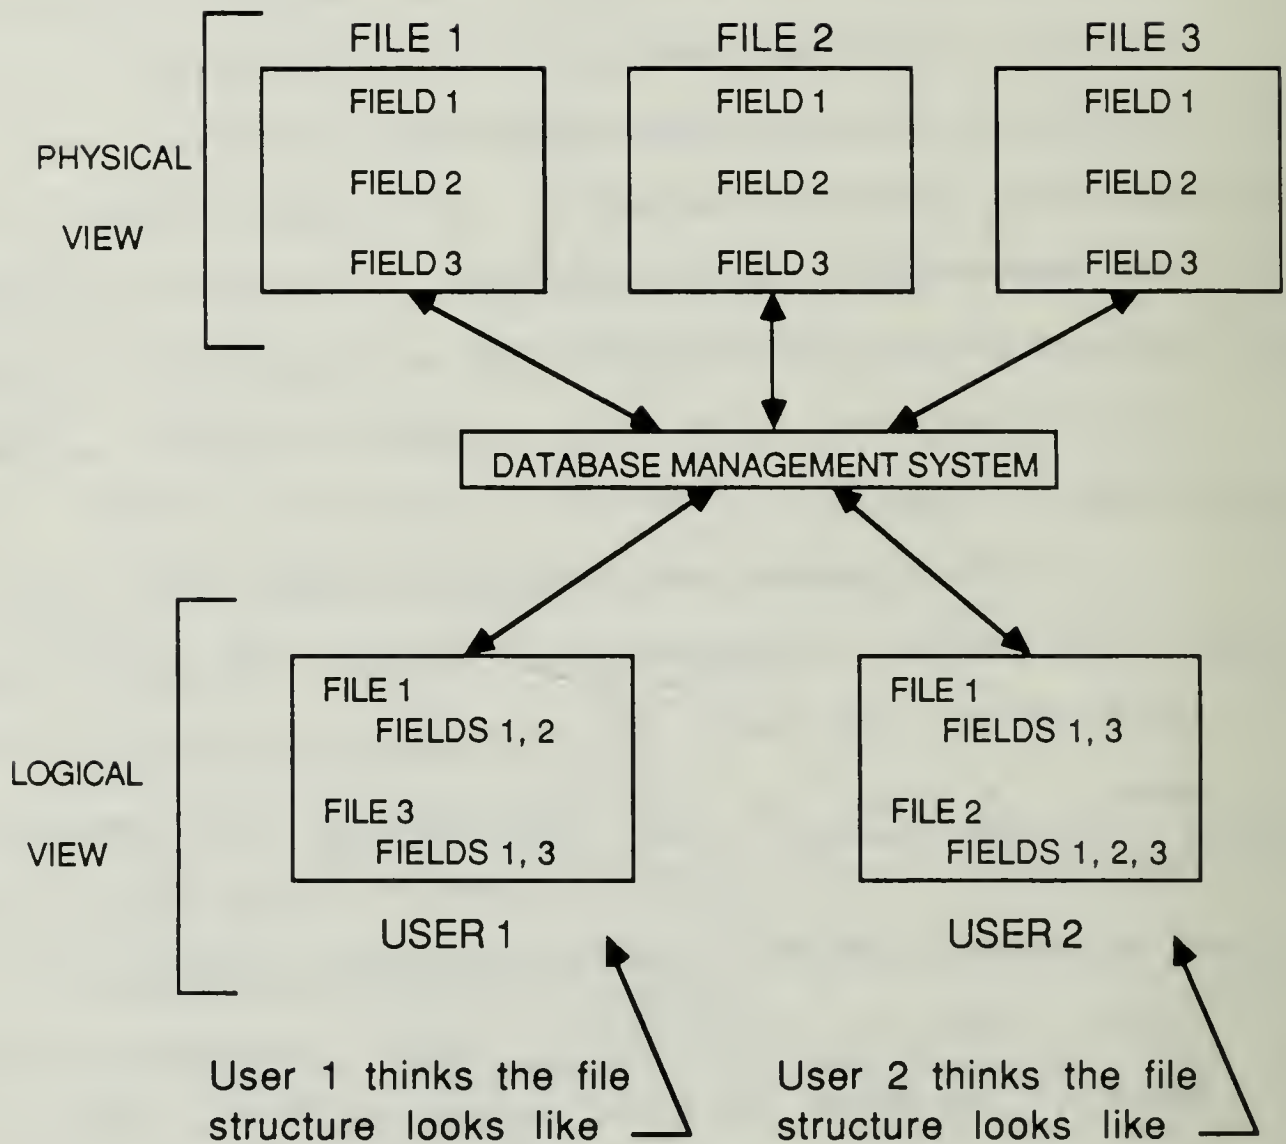 FILE 1
FILE 2
FILE 3
FIELD 1
FIELD 2
FIELD 3
FIELD 1
FIELD 2
FIELD 3
FIELD 1
FIELD 2
FIELD 3
PHYSICAL
VIEW
DATABASE MANAGEMENT SYSTEM
LOGICAL
VIEW
FILE 1
FIELDS 1, 2
FILE 3
FIELDS 1, 3
USER 1
FILE 1
FIELDS 1, 3
FILE 2
FIELDS 1, 2, 3
USER 2
User 1 thinks the file
structure looks like
User 2 thinks the file
structure looks like